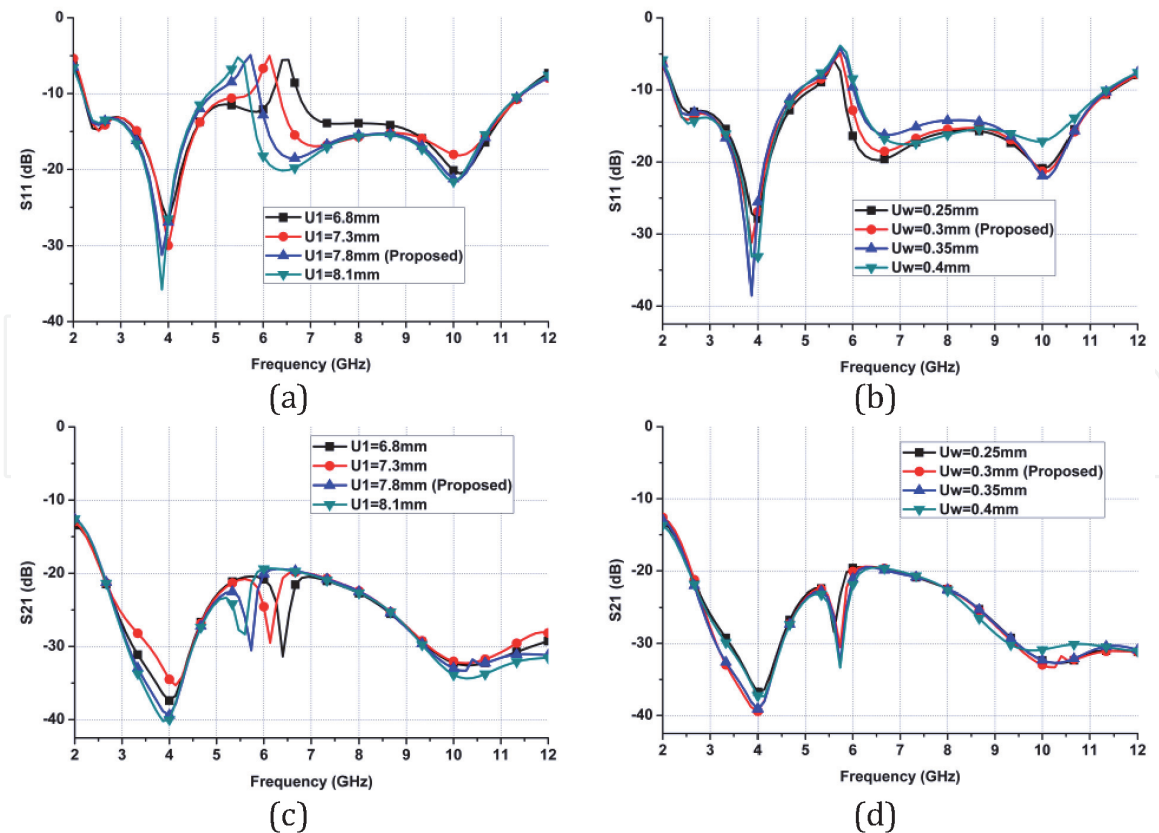 0
-10
-20
-30
-40
S11 (dB)
U1=6.8mm
U1=7.3mm
U1=7.8mm (Proposed)
U1=8.1mm
2 3 4 5 6 7 8 9 10 11 12
Frequency (GHz)
(a)
0
-10
-20
-30
-40
S11 (dB)
Uw=0.25mm
Uw=0.3mm (Proposed)
Uw=0.35mm
Uw=0.4mm
2 3 4 5 6 7 8 9 10 11 12
Frequency (GHz)
(b)
0
-10
-20
-30
-40
S21 (dB)
U1=6.8mm
U1=7.3mm
U1=7.8mm (Proposed)
U1=8.1mm
2 3 4 5 6 7 8 9 10 11 12
Frequency (GHz)
(c)
0
-10
-20
-30
-40
S21 (dB)
Uw=0.25mm
Uw=0.3mm (Proposed)
Uw=0.35mm
Uw=0.4mm
2 3 4 5 6 7 8 9 10 11 12
Frequency (GHz)
(d)